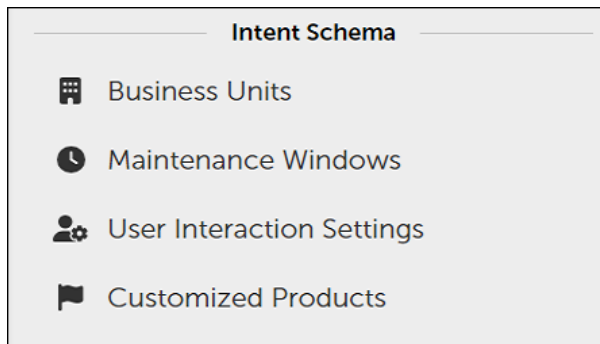 Intent Schema
Business Units
Maintenance Windows
User Interaction Settings
Customized Products